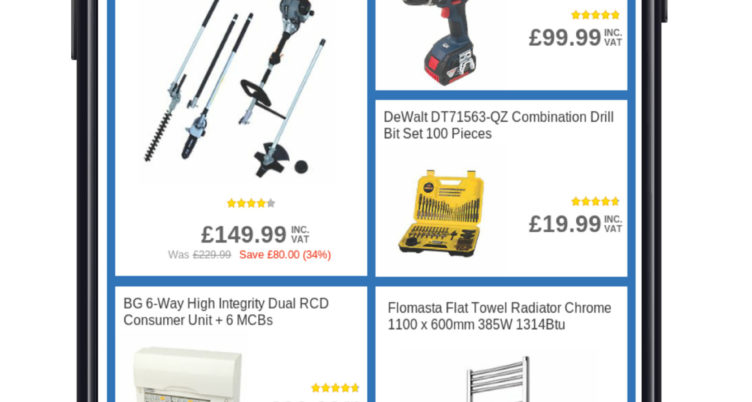 £99.99 INC. VAT
DeWalt DT71563-QZ Combination Drill
Bit Set 100 Pieces
£19.99 INC. VAT
£149.99 INC. VAT
Was £229.99 Save £80.00 (34%)
BG 6-Way High Integrity Dual RCD
Consumer Unit + 6 MCBs
Flomasta Flat Towel Radiator Chrome
1100 x 600mm 385W 1314Btu